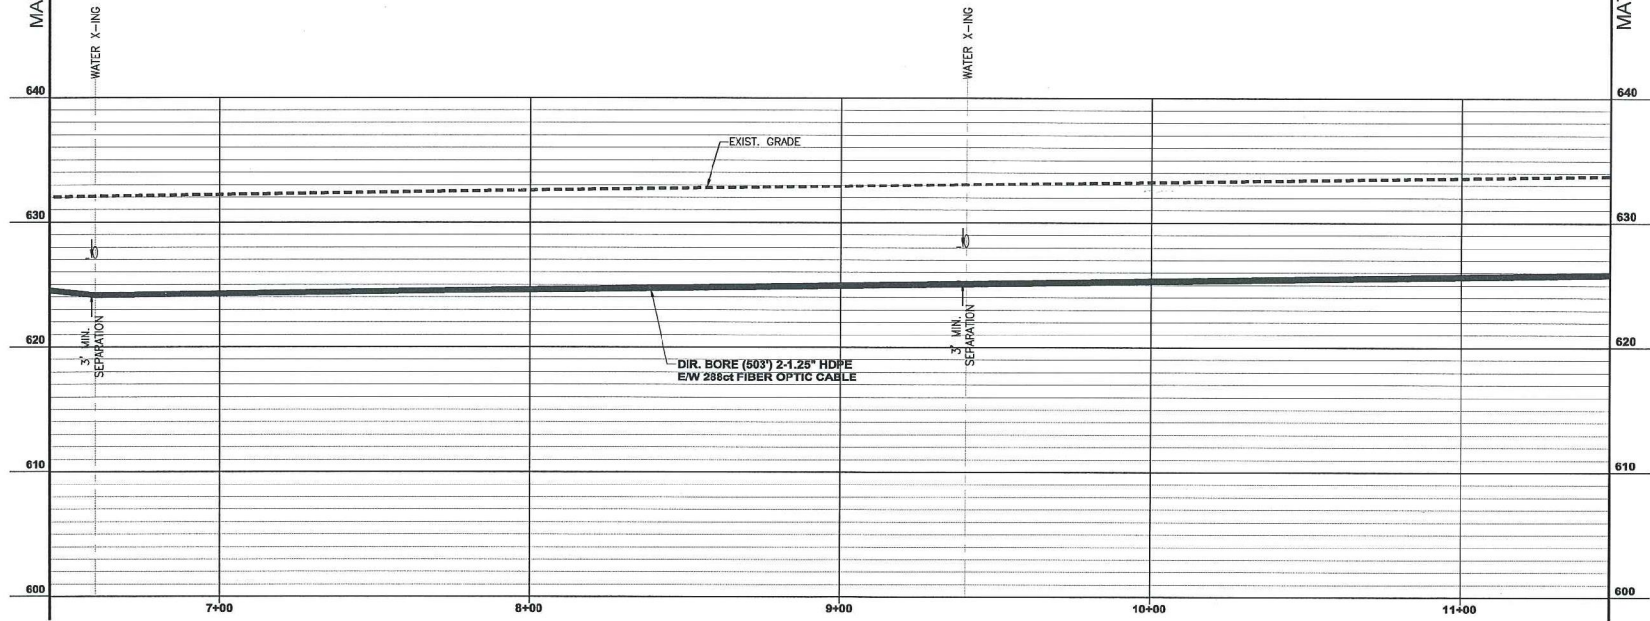 MA
WATER X-ING
WATER X-ING
MA
640
640
EXIST. GRADE
630
630
3' MIN.
SEPARATION
3' MIN.
SEPARATION
620
620
DIR. BORE (503') 2-1.25" HDPE
E/W 288ct FIBER OPTIC CABLE
610
610
600
600
7+00
8+00
9+00
10+00
11+00